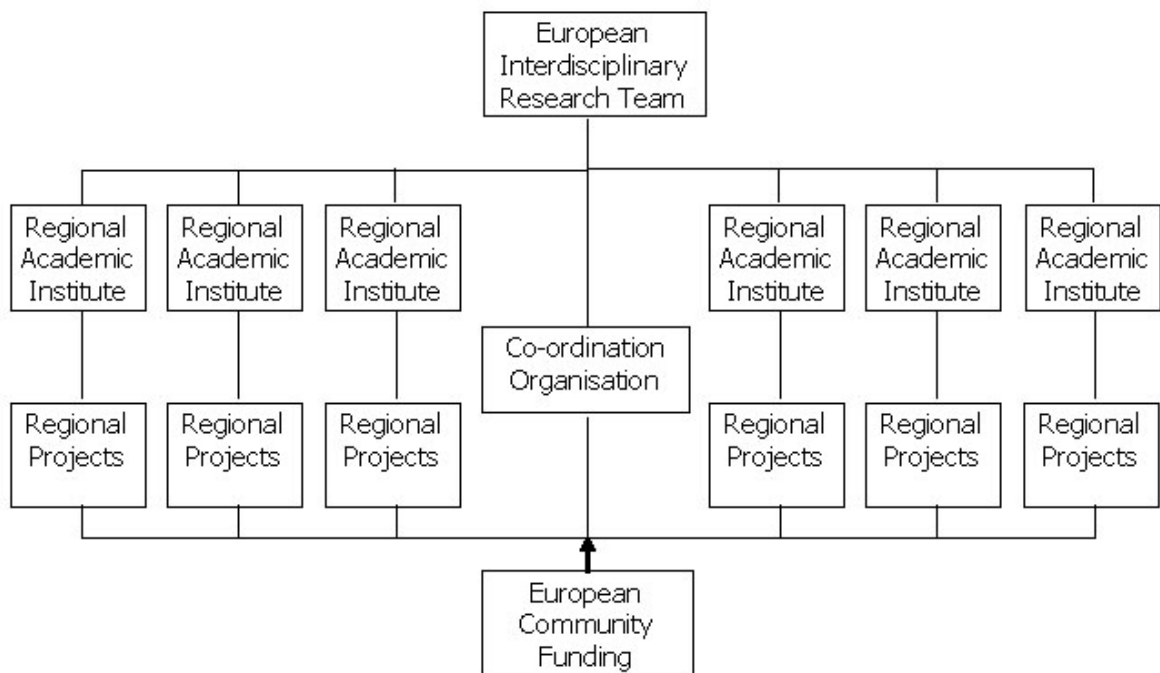 European
Interdisciplinary
Research Team
Regional
Academic
Institute
Regional
Academic
Institute
Regional
Academic
Institute
Regional
Academic
Institute
Regional
Academic
Institute
Regional
Academic
Institute
Co-ordination
Organisation
Regional
Projects
Regional
Projects
Regional
Projects
Regional
Projects
Regional
Projects
Regional
Projects
European
Community
Funding